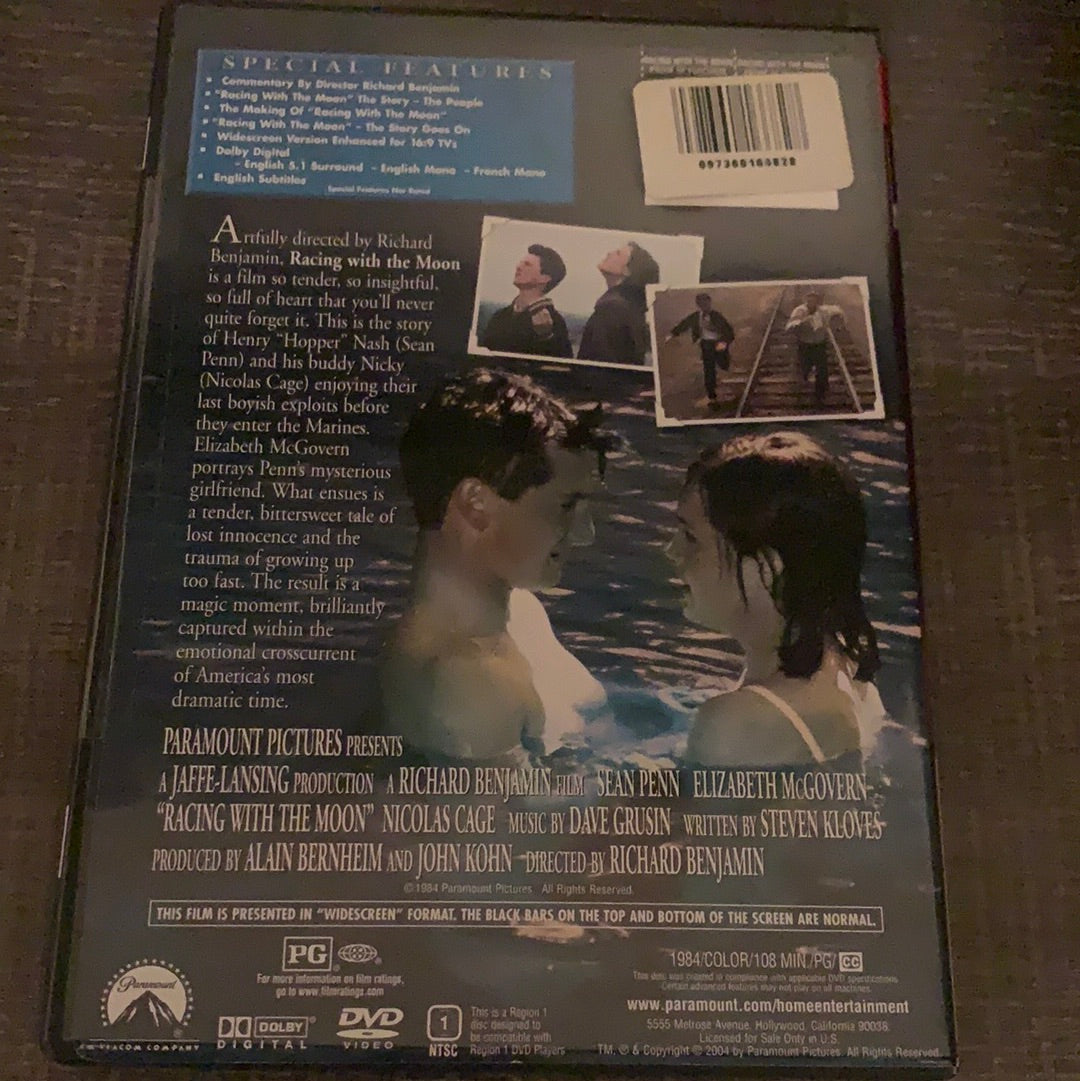 SPECIAL FEATURES
• Commentary By Director Richard Benjamin
• "Racing With The Moon" The Story – The People
• The Making Of "Racing With The Moon"
• "Racing With The Moon" – The Story Goes On
• Widescreen Version Enhanced for 16:9 TVs
• Dolby Digital
- English 5.1 Surround - English Mono - French Mono
• English Subtitles
Special Features Not Rated
Artfully directed by Richard
Benjamin, Racing with the Moon
is a film so tender, so insightful,
so full of heart that you'll never
quite forget it. This is the story
of Henry "Hopper" Nash (Sean
Penn) and his buddy Nicky
(Nicolas Cage) enjoying their
last boyish exploits before
they enter the Marines.
Elizabeth McGovern
portrays Penn's mysterious
girlfriend. What ensues is
a tender, bittersweet tale of
lost innocence and the
trauma of growing up
too fast. The result is a
magic moment, brilliantly
captured within the
emotional crosscurrent
of America's most
dramatic time.
PARAMOUNT PICTURES PRESENTS
A JAFFE-LANSING PRODUCTION A RICHARD BENJAMIN FILM SEAN PENN ELIZABETH McGOVERN
"RACING WITH THE MOON" NICOLAS CAGE MUSIC BY DAVE GRUSIN WRITTEN BY STEVEN KLOVES
PRODUCED BY ALAIN BERNHEIM AND JOHN KOHN DIRECTED BY RICHARD BENJAMIN
© 1984 Paramount Pictures. All Rights Reserved.
THIS FILM IS PRESENTED IN "WIDESCREEN" FORMAT. THE BLACK BARS ON THE TOP AND BOTTOM OF THE SCREEN ARE NORMAL.
PG
For more information on film ratings,
go to www.filmratings.com
Paramount
A VIACOM COMPANY
DOLBY
DIGITAL
DVD
VIDEO
1
NTSC
This is a Region 1
disc designed to
be compatible with
Region 1 DVD Players
1984/COLOR/108 MIN./PG/CC
This disc was created in compliance with applicable DVD specifications.
Certain advanced features may not play on all machines.
www.paramount.com/homeentertainment
5555 Melrose Avenue, Hollywood, California 90038.
Licensed for Sale Only in U.S.
TM, ® & Copyright © 2004 by Paramount Pictures. All Rights Reserved.